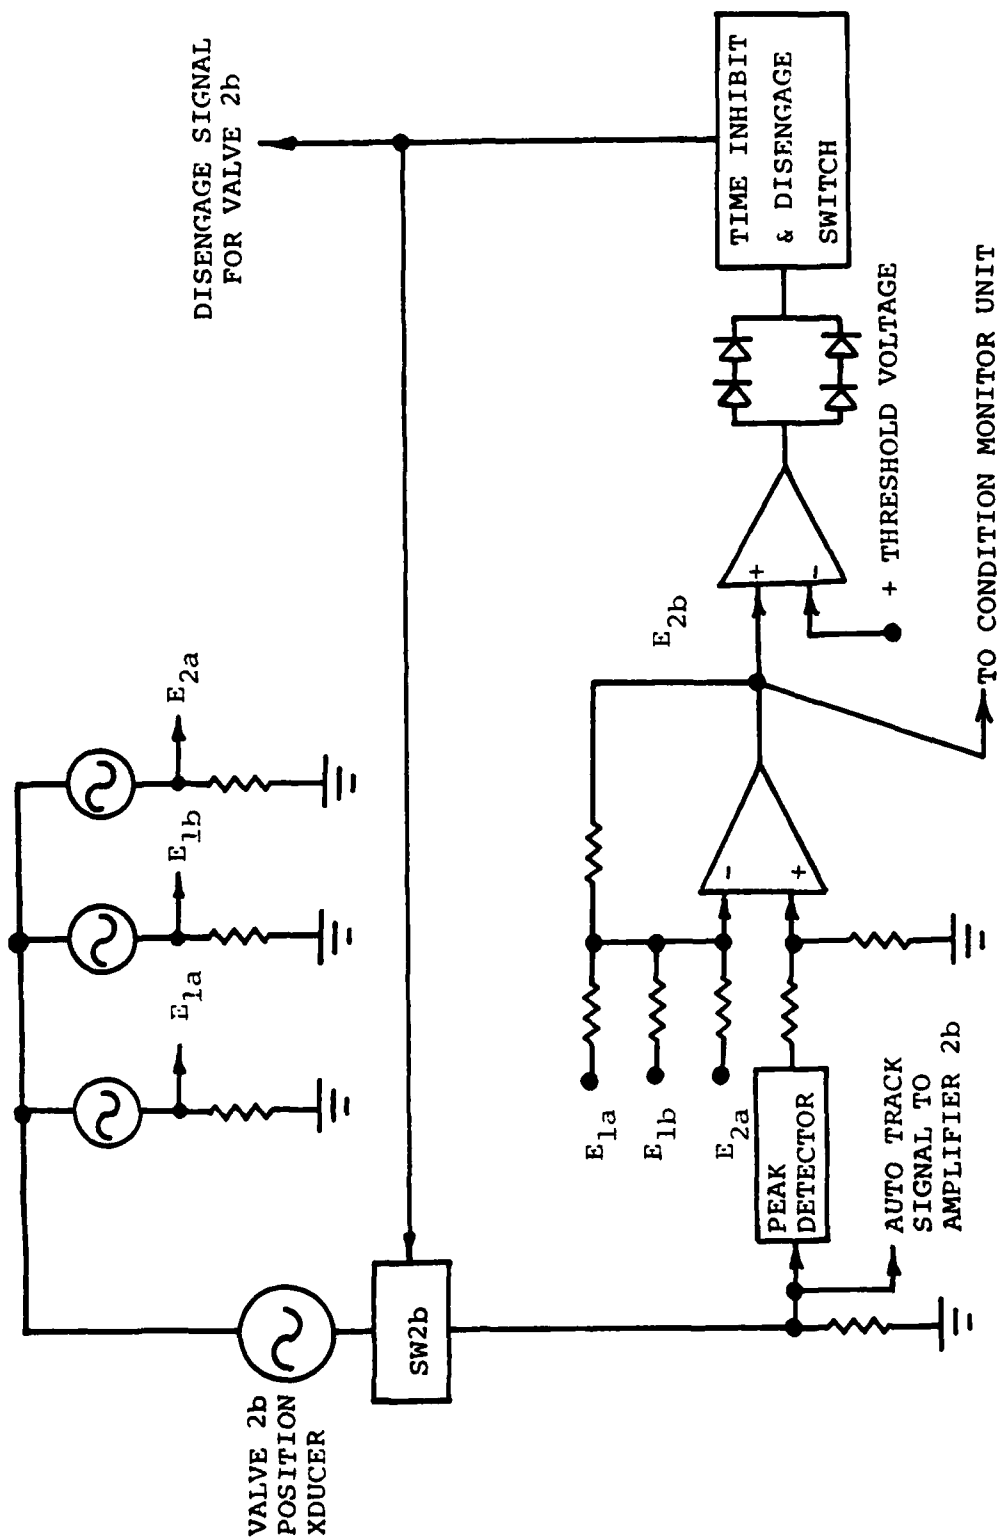 DISENGAGE SIGNAL
FOR VALVE 2b
VALVE 2b
POSITION
XDUCER
E1a
E1b
E2a
SW2b
TIME INHIBIT
& DISENGAGE
SWITCH
E1a
E1b
E2a
E2b
-
+
+
-
+ THRESHOLD VOLTAGE
PEAK
DETECTOR
AUTO TRACK
SIGNAL TO
AMPLIFIER 2b
TO CONDITION MONITOR UNIT